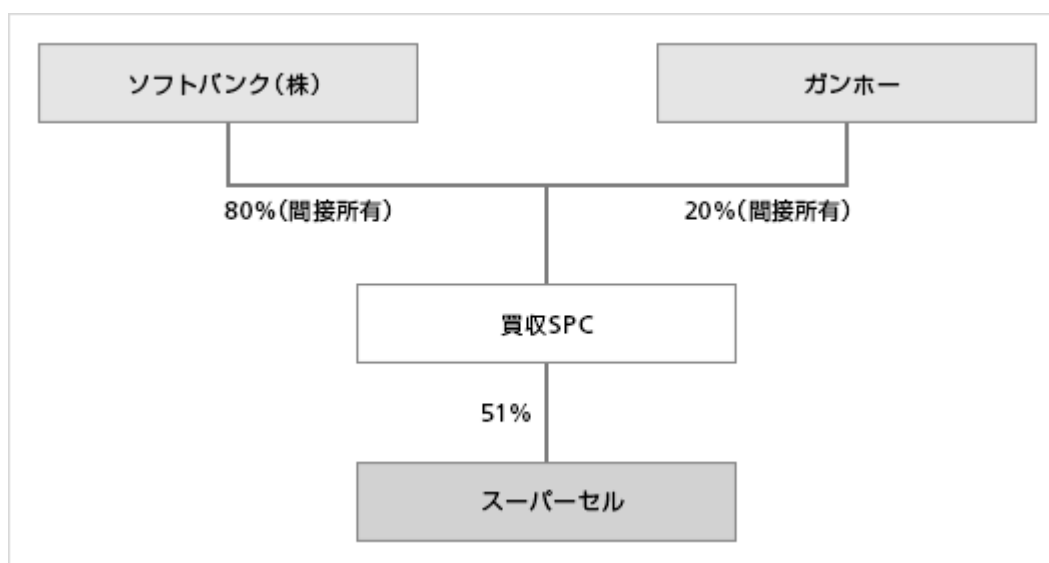 ソフトバンク(株)
ガンホー
80%(間接所有)
20%(間接所有)
買収SPC
51%
スーパーセル